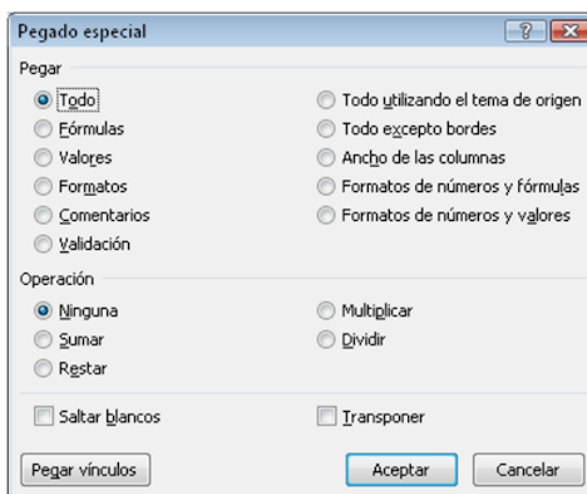 Pegado especial
Pegar
Todo
Todo utilizando el tema de origen
Fórmulas
Todo excepto bordes
Valores
Ancho de las columnas
Formatos
Formatos de números y fórmulas
Comentarios
Formatos de números y valores
Validación
Operación
Ninguna
Multiplicar
Sumar
Dividir
Restar
Saltar blancos
Transponer
Pegar vínculos
Aceptar
Cancelar